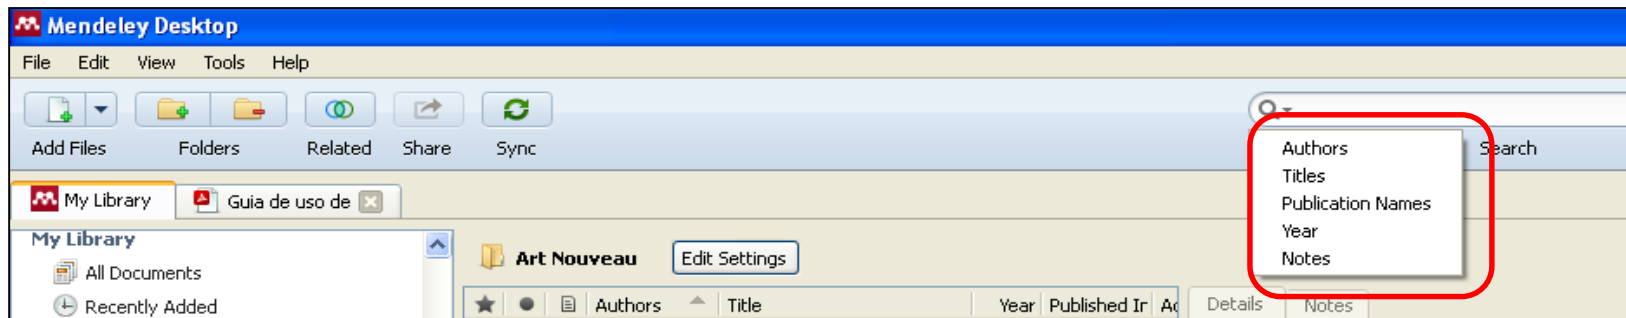 Mendeley Desktop
File Edit View Tools Help
Add Files Folders Related Share Sync Search
Authors
Titles
Publication Names
Year
Notes
My Library Guia de uso de
My Library
All Documents
Recently Added
Art Nouveau Edit Settings
Authors Title Year Published Ir Details Notes